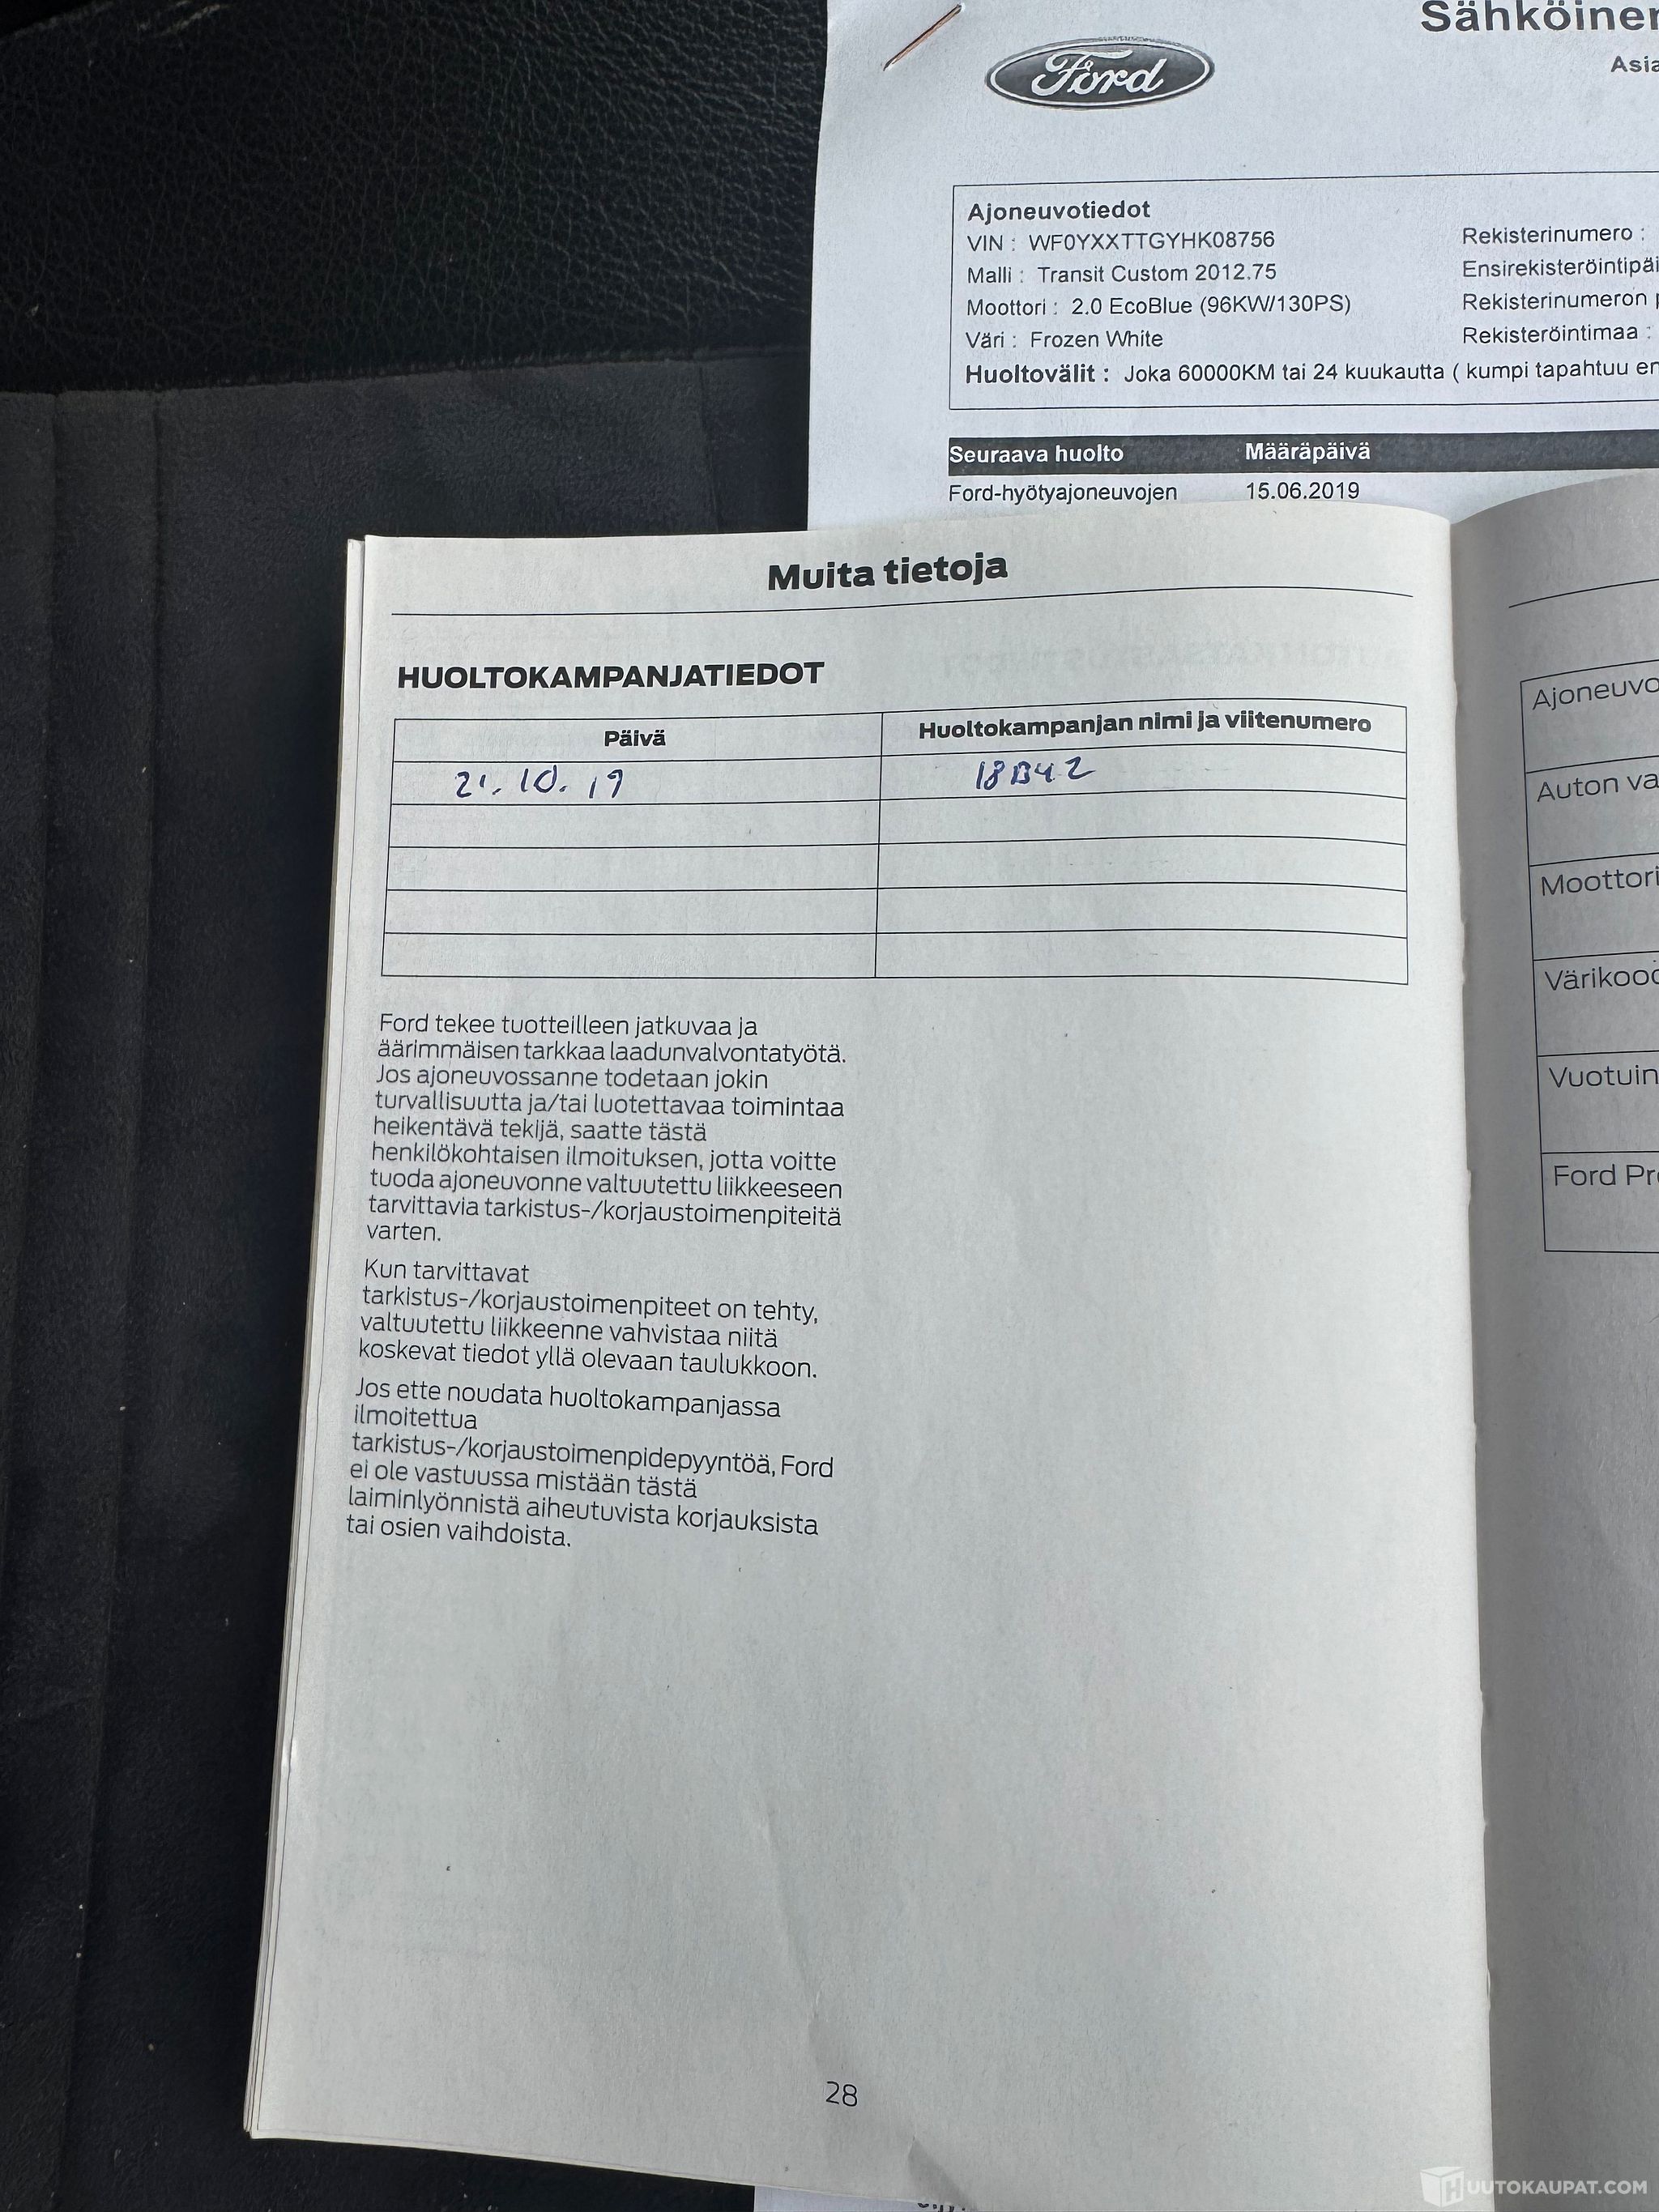 Sähköinen
Asia
Ford
Ajoneuvotiedot
VIN : WF0YXXTTGYHK08756
Rekisterinumero :
Malli : Transit Custom 2012.75
Ensirekisteröintipäi
Moottori : 2.0 EcoBlue (96KW/130PS)
Rekisterinumeron p
Väri : Frozen White
Rekisteröintimaa :
Huoltovälit : Joka 60000KM tai 24 kuukautta ( kumpi tapahtuu en
Seuraava huolto Määräpäivä
Ford-hyötyajoneuvojen 15.06.2019
Muita tietoja
HUOLTOKAMPANJATIEDOT
Päivä Huoltokampanjan nimi ja viitenumero
21. 10. 19 18B42
Ford tekee tuotteilleen jatkuvaa ja
äärimmäisen tarkkaa laadunvalvontatyötä.
Jos ajoneuvossanne todetaan jokin
turvallisuutta ja/tai luotettavaa toimintaa
heikentävä tekijä, saatte tästä
henkilökohtaisen ilmoituksen, jotta voitte
tuoda ajoneuvonne valtuutettu liikkeeseen
tarvittavia tarkistus-/korjaustoimenpiteitä
varten.
Kun tarvittavat
tarkistus-/korjaustoimenpiteet on tehty,
valtuutettu liikkeenne vahvistaa niitä
koskevat tiedot yllä olevaan taulukkoon.
Jos ette noudata huoltokampanjassa
ilmoitettua
tarkistus-/korjaustoimenpidepyyntöä, Ford
ei ole vastuussa mistään tästä
laiminlyönnistä aiheutuvista korjauksista
tai osien vaihdoista.
28
Ajoneuvo
Auton va
Moottori
Värikood
Vuotuin
Ford Pro
HUUTOKAUPAT.COM